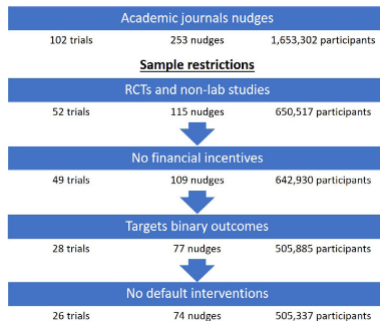 Academic journals nudges
102 trials 253 nudges 1,653,302 participants
Sample restrictions
RCTs and non-lab studies
52 trials 115 nudges 650,517 participants
No financial incentives
49 trials 109 nudges 642,930 participants
Targets binary outcomes
28 trials 77 nudges 505,885 participants
No default interventions
26 trials 74 nudges 505,337 participants